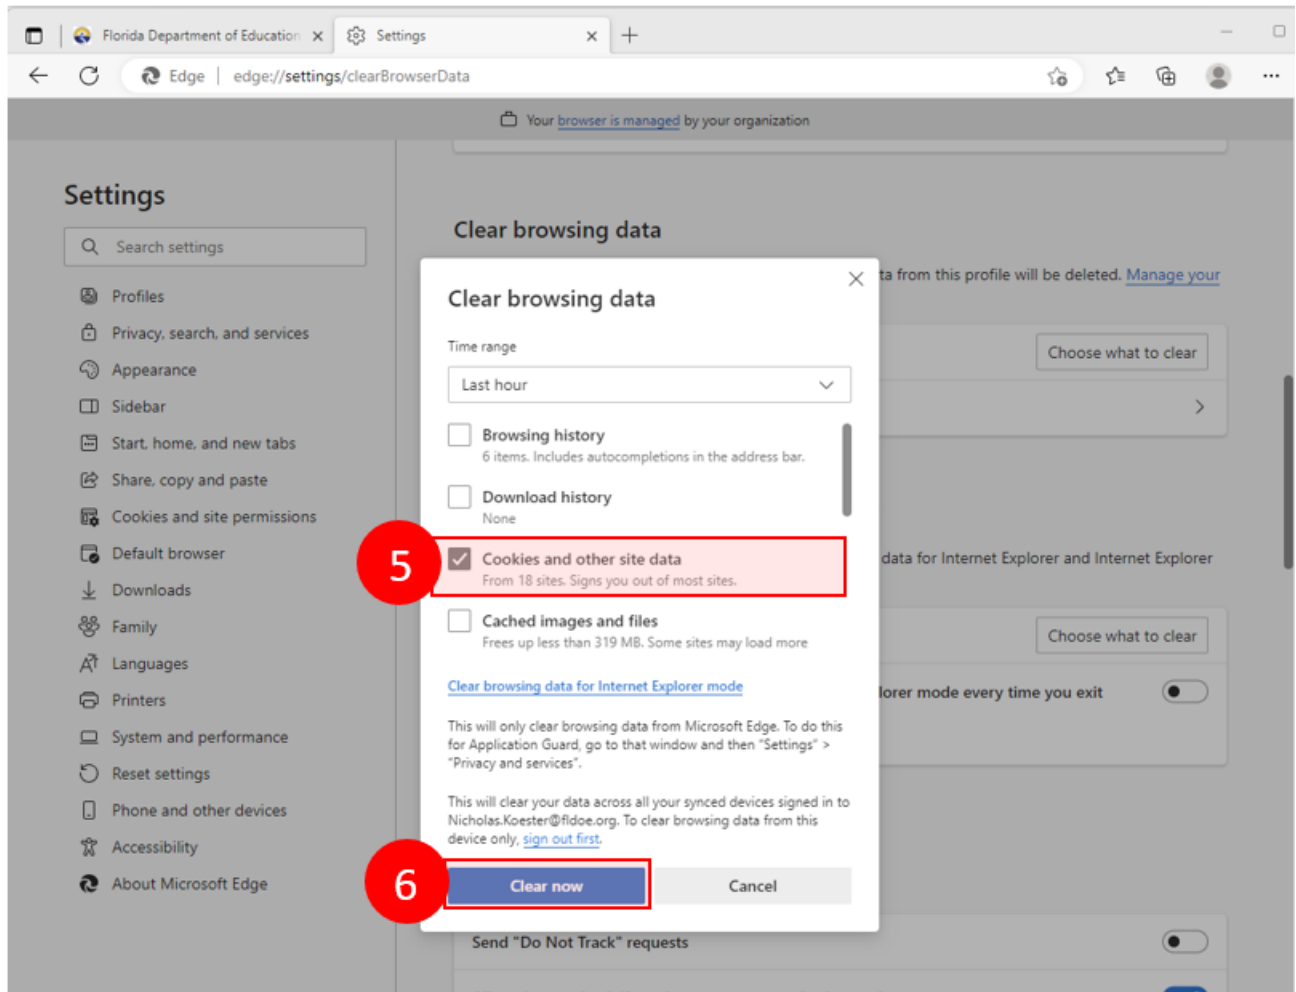 Florida Department of Education
Settings
Edge | edge://settings/clearBrowserData
Your browser is managed by your organization
Settings
Search settings
Profiles
Privacy, search, and services
Appearance
Sidebar
Start, home, and new tabs
Share, copy and paste
Cookies and site permissions
Default browser
Downloads
Family
Languages
Printers
System and performance
Reset settings
Phone and other devices
Accessibility
About Microsoft Edge
Clear browsing data
ta from this profile will be deleted. Manage your
Choose what to clear
data for Internet Explorer and Internet Explorer
Choose what to clear
lorer mode every time you exit
Clear browsing data
Time range
Last hour
Browsing history
6 items. Includes autocompletions in the address bar.
Download history
None
5
Cookies and other site data
From 18 sites. Signs you out of most sites.
Cached images and files
Frees up less than 319 MB. Some sites may load more
Clear browsing data for Internet Explorer mode
This will only clear browsing data from Microsoft Edge. To do this
for Application Guard, go to that window and then "Settings" >
"Privacy and services".
This will clear your data across all your synced devices signed in to
Nicholas.Koester@fldoe.org. To clear browsing data from this
device only, sign out first.
6
Clear now
Cancel
Send "Do Not Track" requests